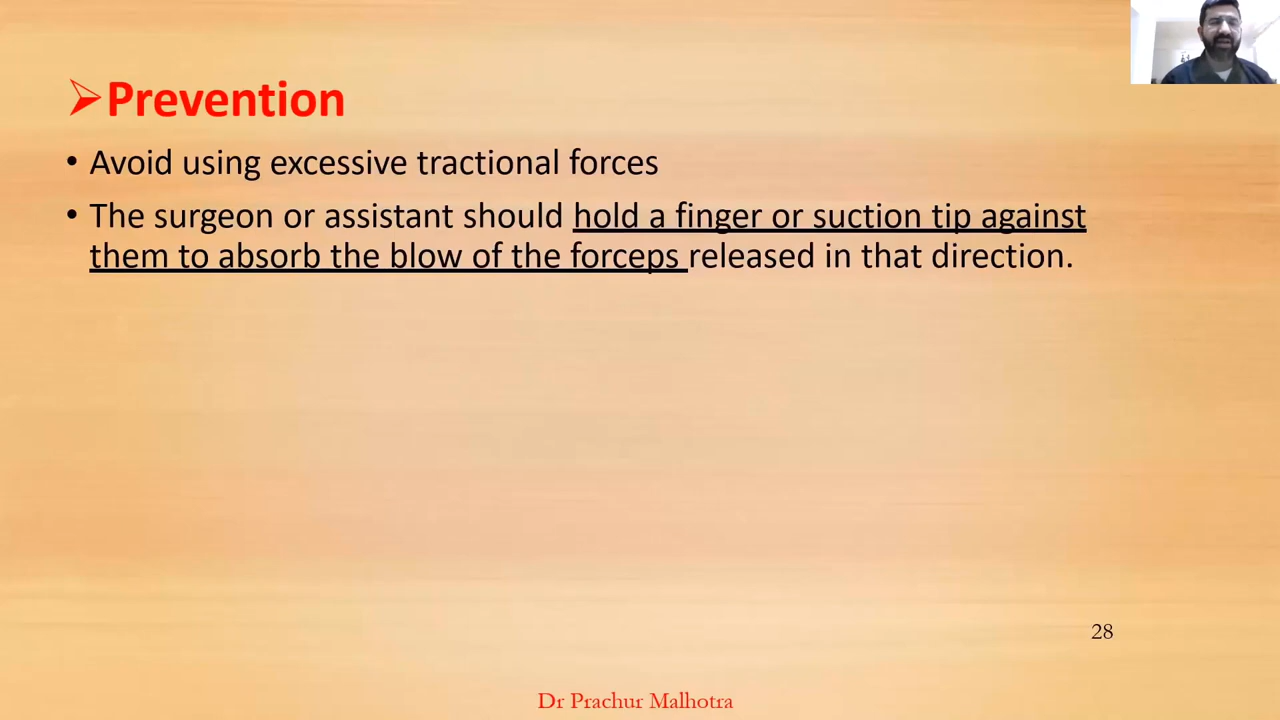 ➢Prevention
• Avoid using excessive tractional forces
• The surgeon or assistant should hold a finger or suction tip against
them to absorb the blow of the forceps released in that direction.
28
Dr Prachur Malhotra